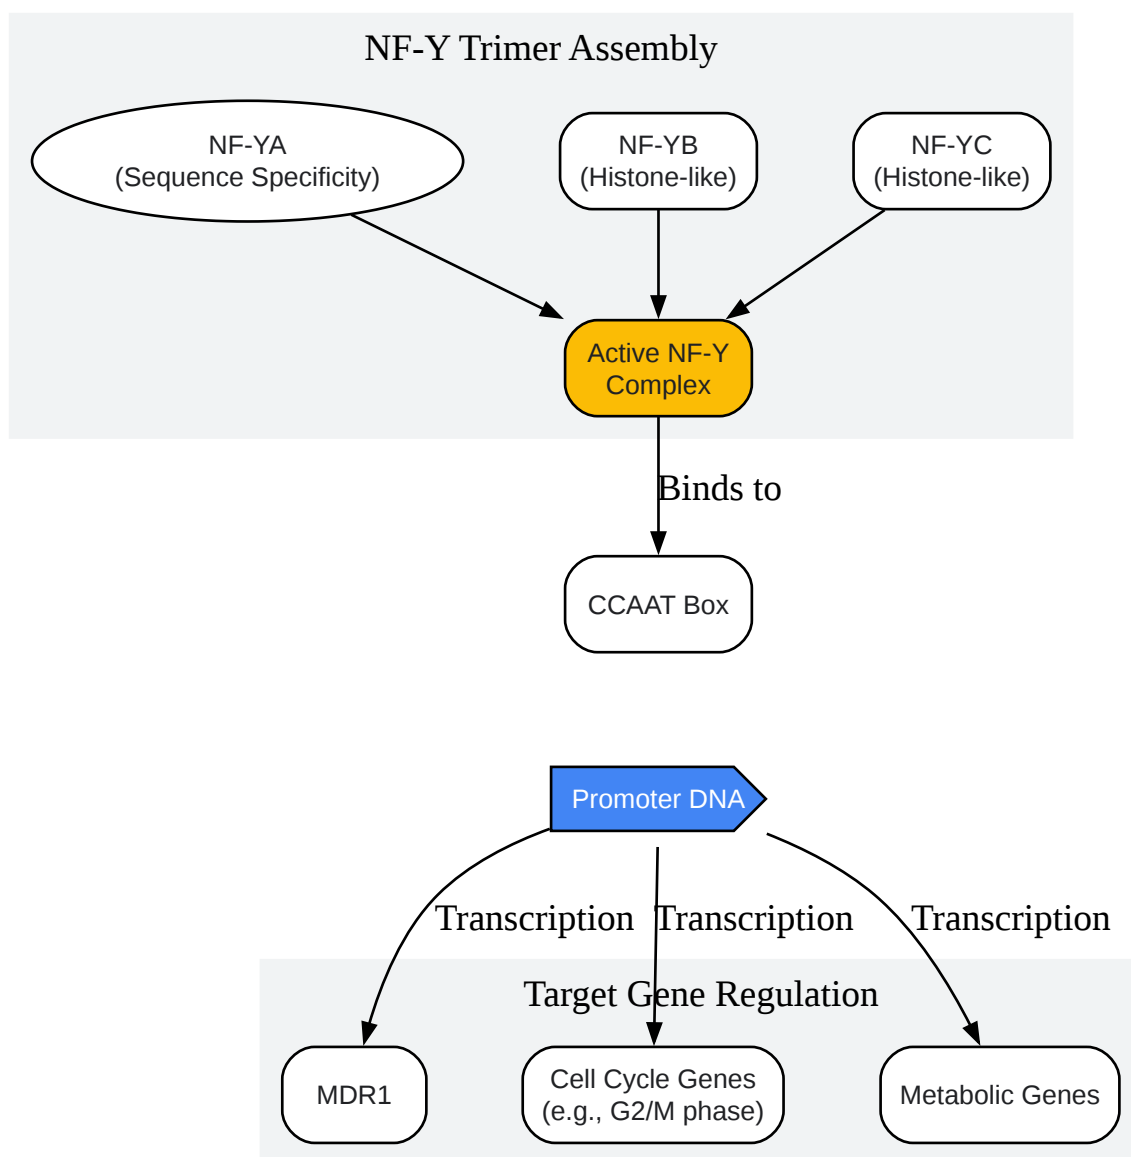 NF-Y Trimer Assembly
NF-YA
(Sequence Specificity)
NF-YB
(Histone-like)
NF-YC
(Histone-like)
Active NF-Y
Complex
Binds to
CCAAT Box
Promoter DNA
Transcription
Transcription
Transcription
Target Gene Regulation
MDR1
Cell Cycle Genes
(e.g., G2/M phase)
Metabolic Genes